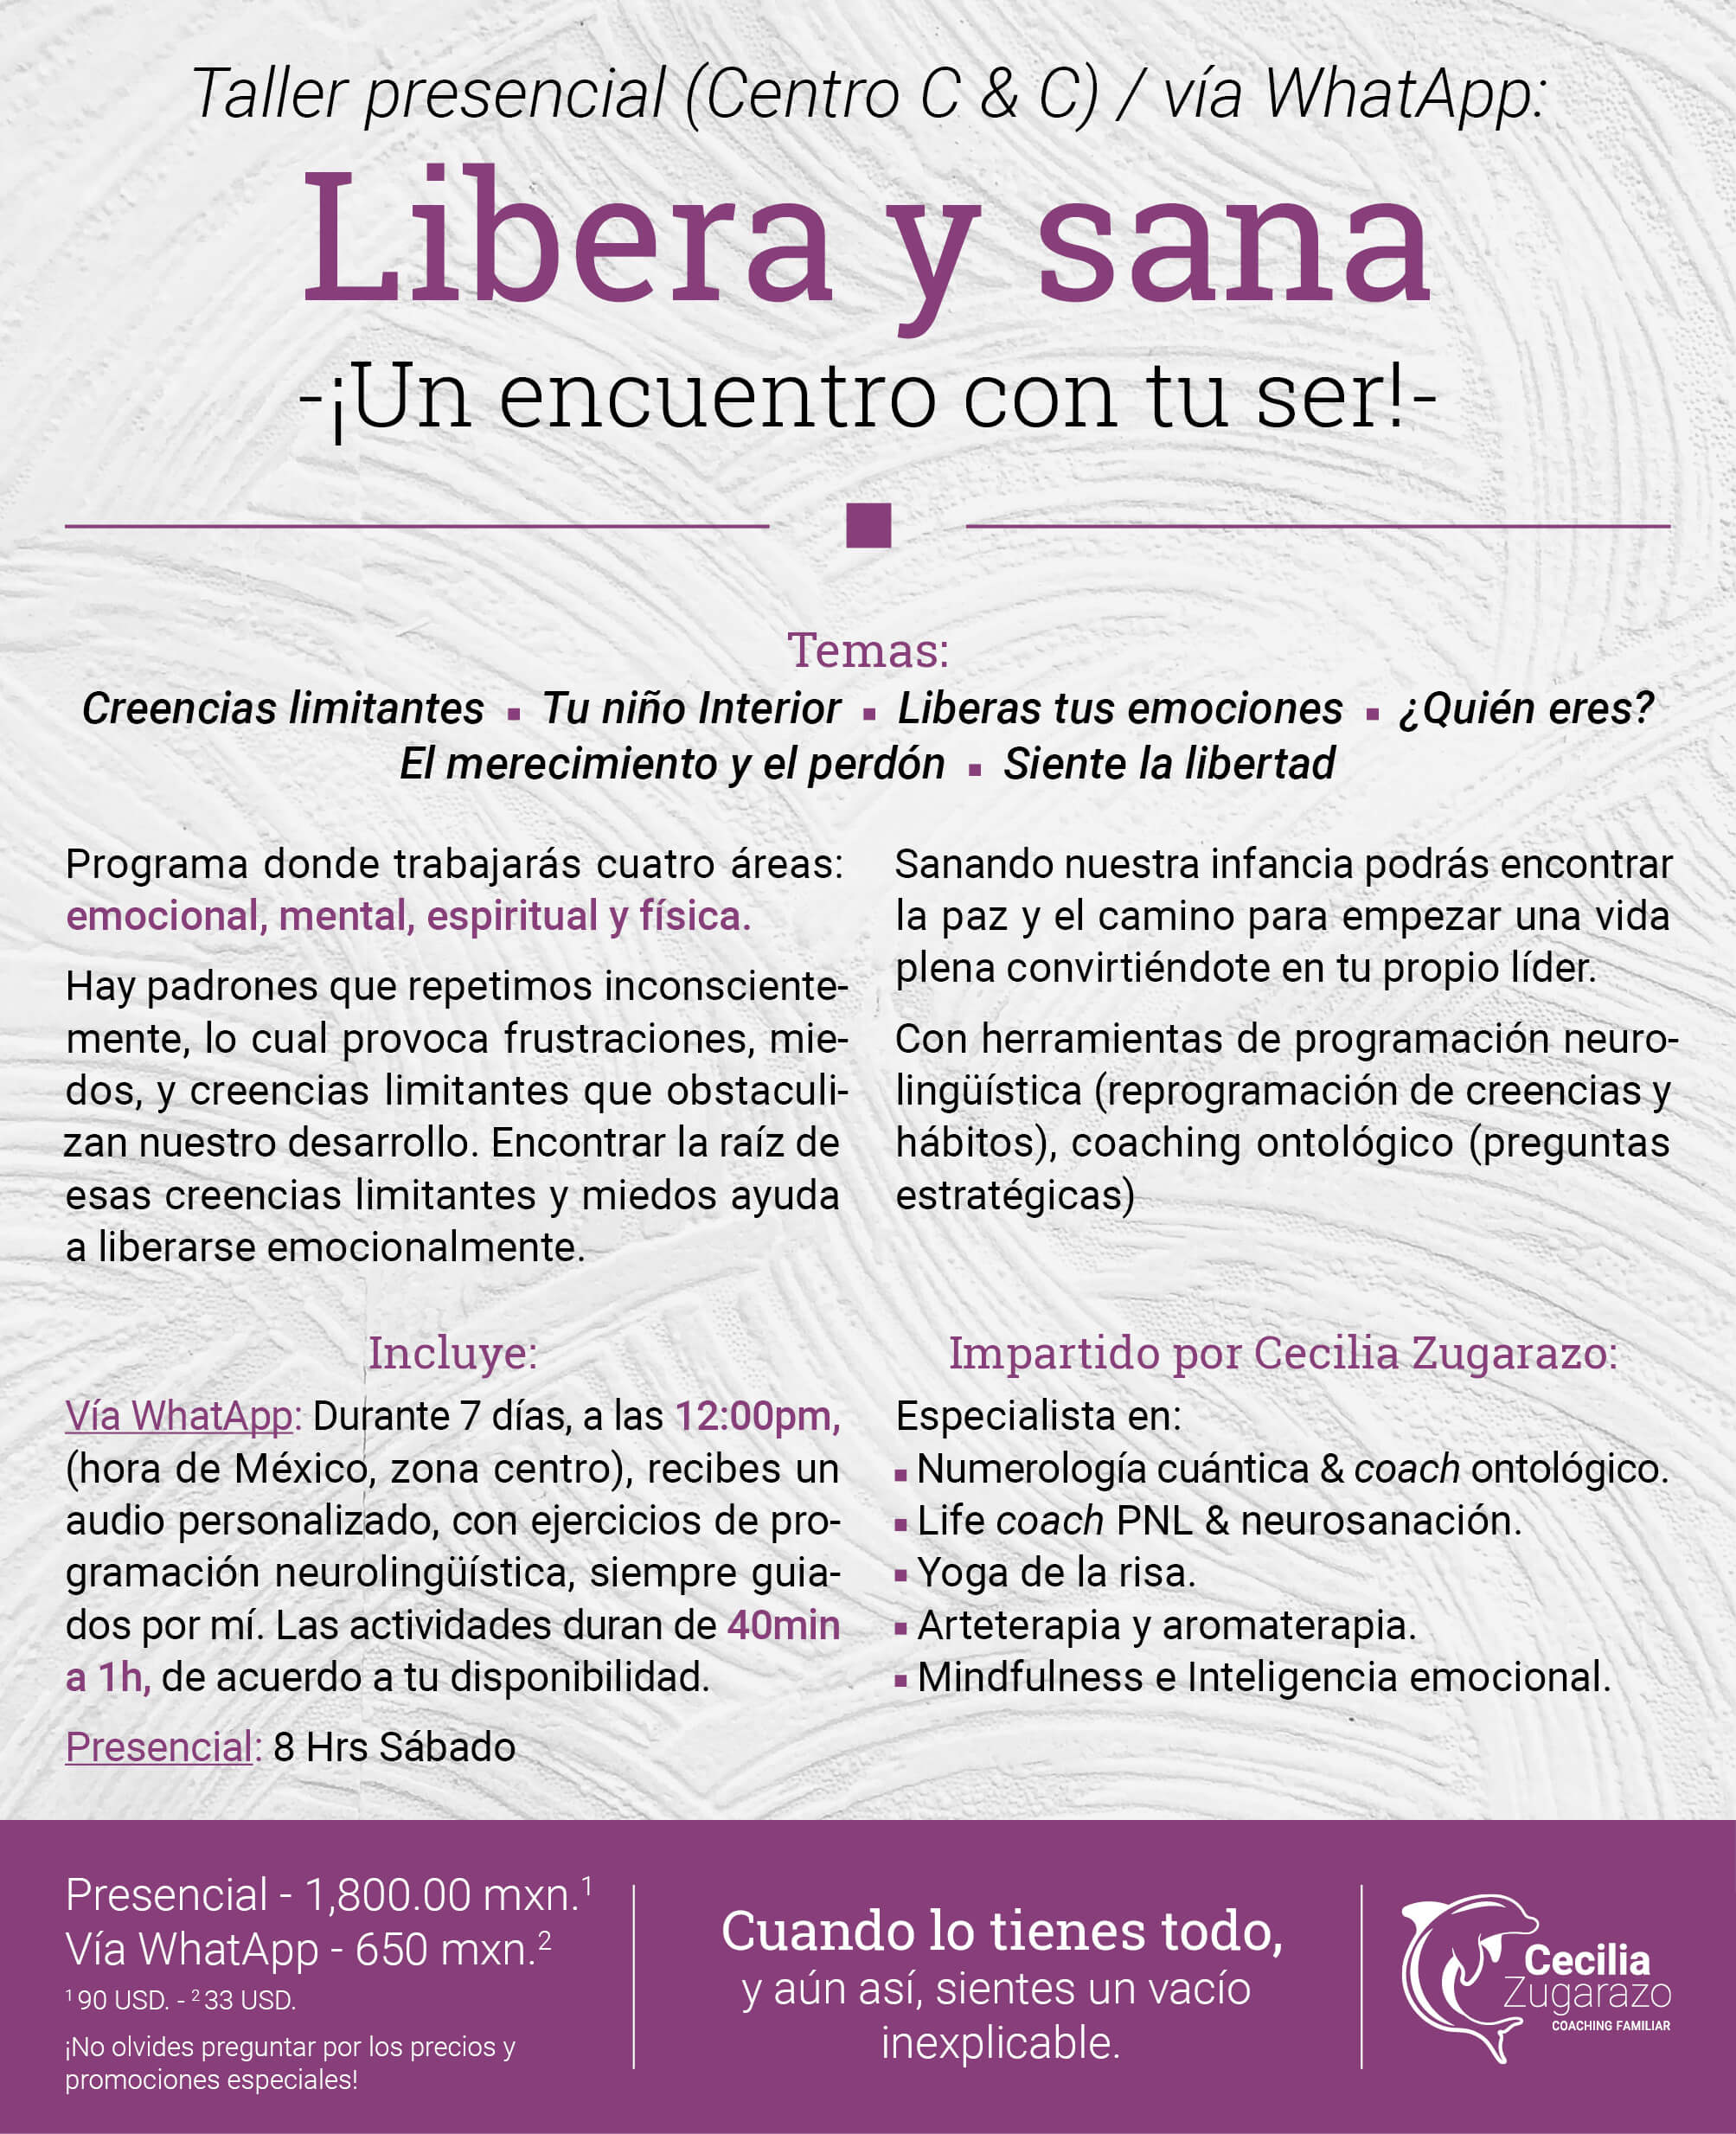 Taller presencial (Centro C & C) / vía WhatApp:
Libera y sana
-¡Un encuentro con tu ser!-
Temas:
Creencias limitantes ▪ Tu niño Interior ▪ Liberas tus emociones ▪ ¿Quién eres?
El merecimiento y el perdón ▪ Siente la libertad
Programa donde trabajarás cuatro áreas:
emocional, mental, espiritual y física.
Hay padrones que repetimos inconsciente-
mente, lo cual provoca frustraciones, mie-
dos, y creencias limitantes que obstaculi-
zan nuestro desarrollo. Encontrar la raíz de
esas creencias limitantes y miedos ayuda
a liberarse emocionalmente.
Sanando nuestra infancia podrás encontrar
la paz y el camino para empezar una vida
plena convirtiéndote en tu propio líder.
Con herramientas de programación neuro-
lingüística (reprogramación de creencias y
hábitos), coaching ontológico (preguntas
estratégicas)
Incluye:
Vía WhatApp: Durante 7 días, a las 12:00pm,
(hora de México, zona centro), recibes un
audio personalizado, con ejercicios de pro-
gramación neurolingüística, siempre guia-
dos por mí. Las actividades duran de 40min
a 1h, de acuerdo a tu disponibilidad.
Presencial: 8 Hrs Sábado
Impartido por Cecilia Zugarazo:
Especialista en:
▪ Numerología cuántica & coach ontológico.
▪ Life coach PNL & neurosanación.
▪ Yoga de la risa.
▪ Arteterapia y aromaterapia.
▪ Mindfulness e Inteligencia emocional.
Presencial - 1,800.00 mxn.¹
Vía WhatApp - 650 mxn.²
¹ 90 USD. - ² 33 USD.
¡No olvides preguntar por los precios y
promociones especiales!
Cuando lo tienes todo,
y aún así, sientes un vacío
inexplicable.
Cecilia
Zugarazo
COACHING FAMILIAR